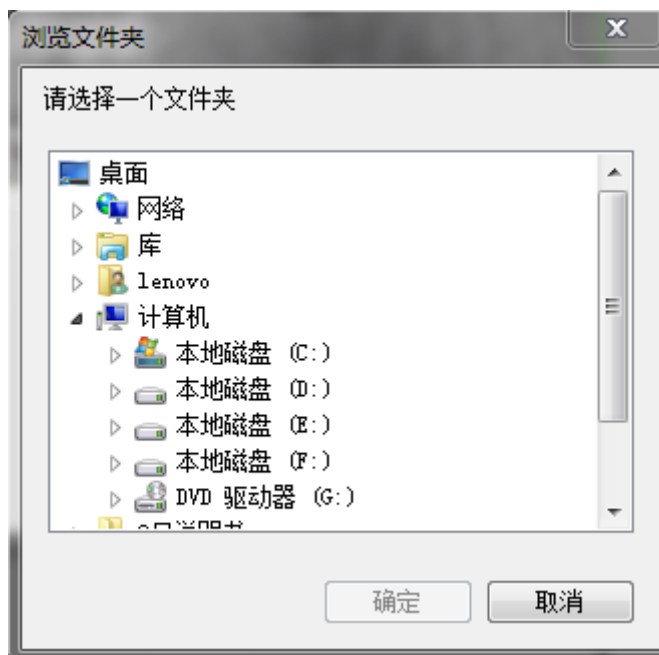 浏览文件夹
请选择一个文件夹
桌面
网络
库
lenovo
计算机
本地磁盘 (C:)
本地磁盘 (D:)
本地磁盘 (E:)
本地磁盘 (F:)
DVD 驱动器 (G:)
确定
取消